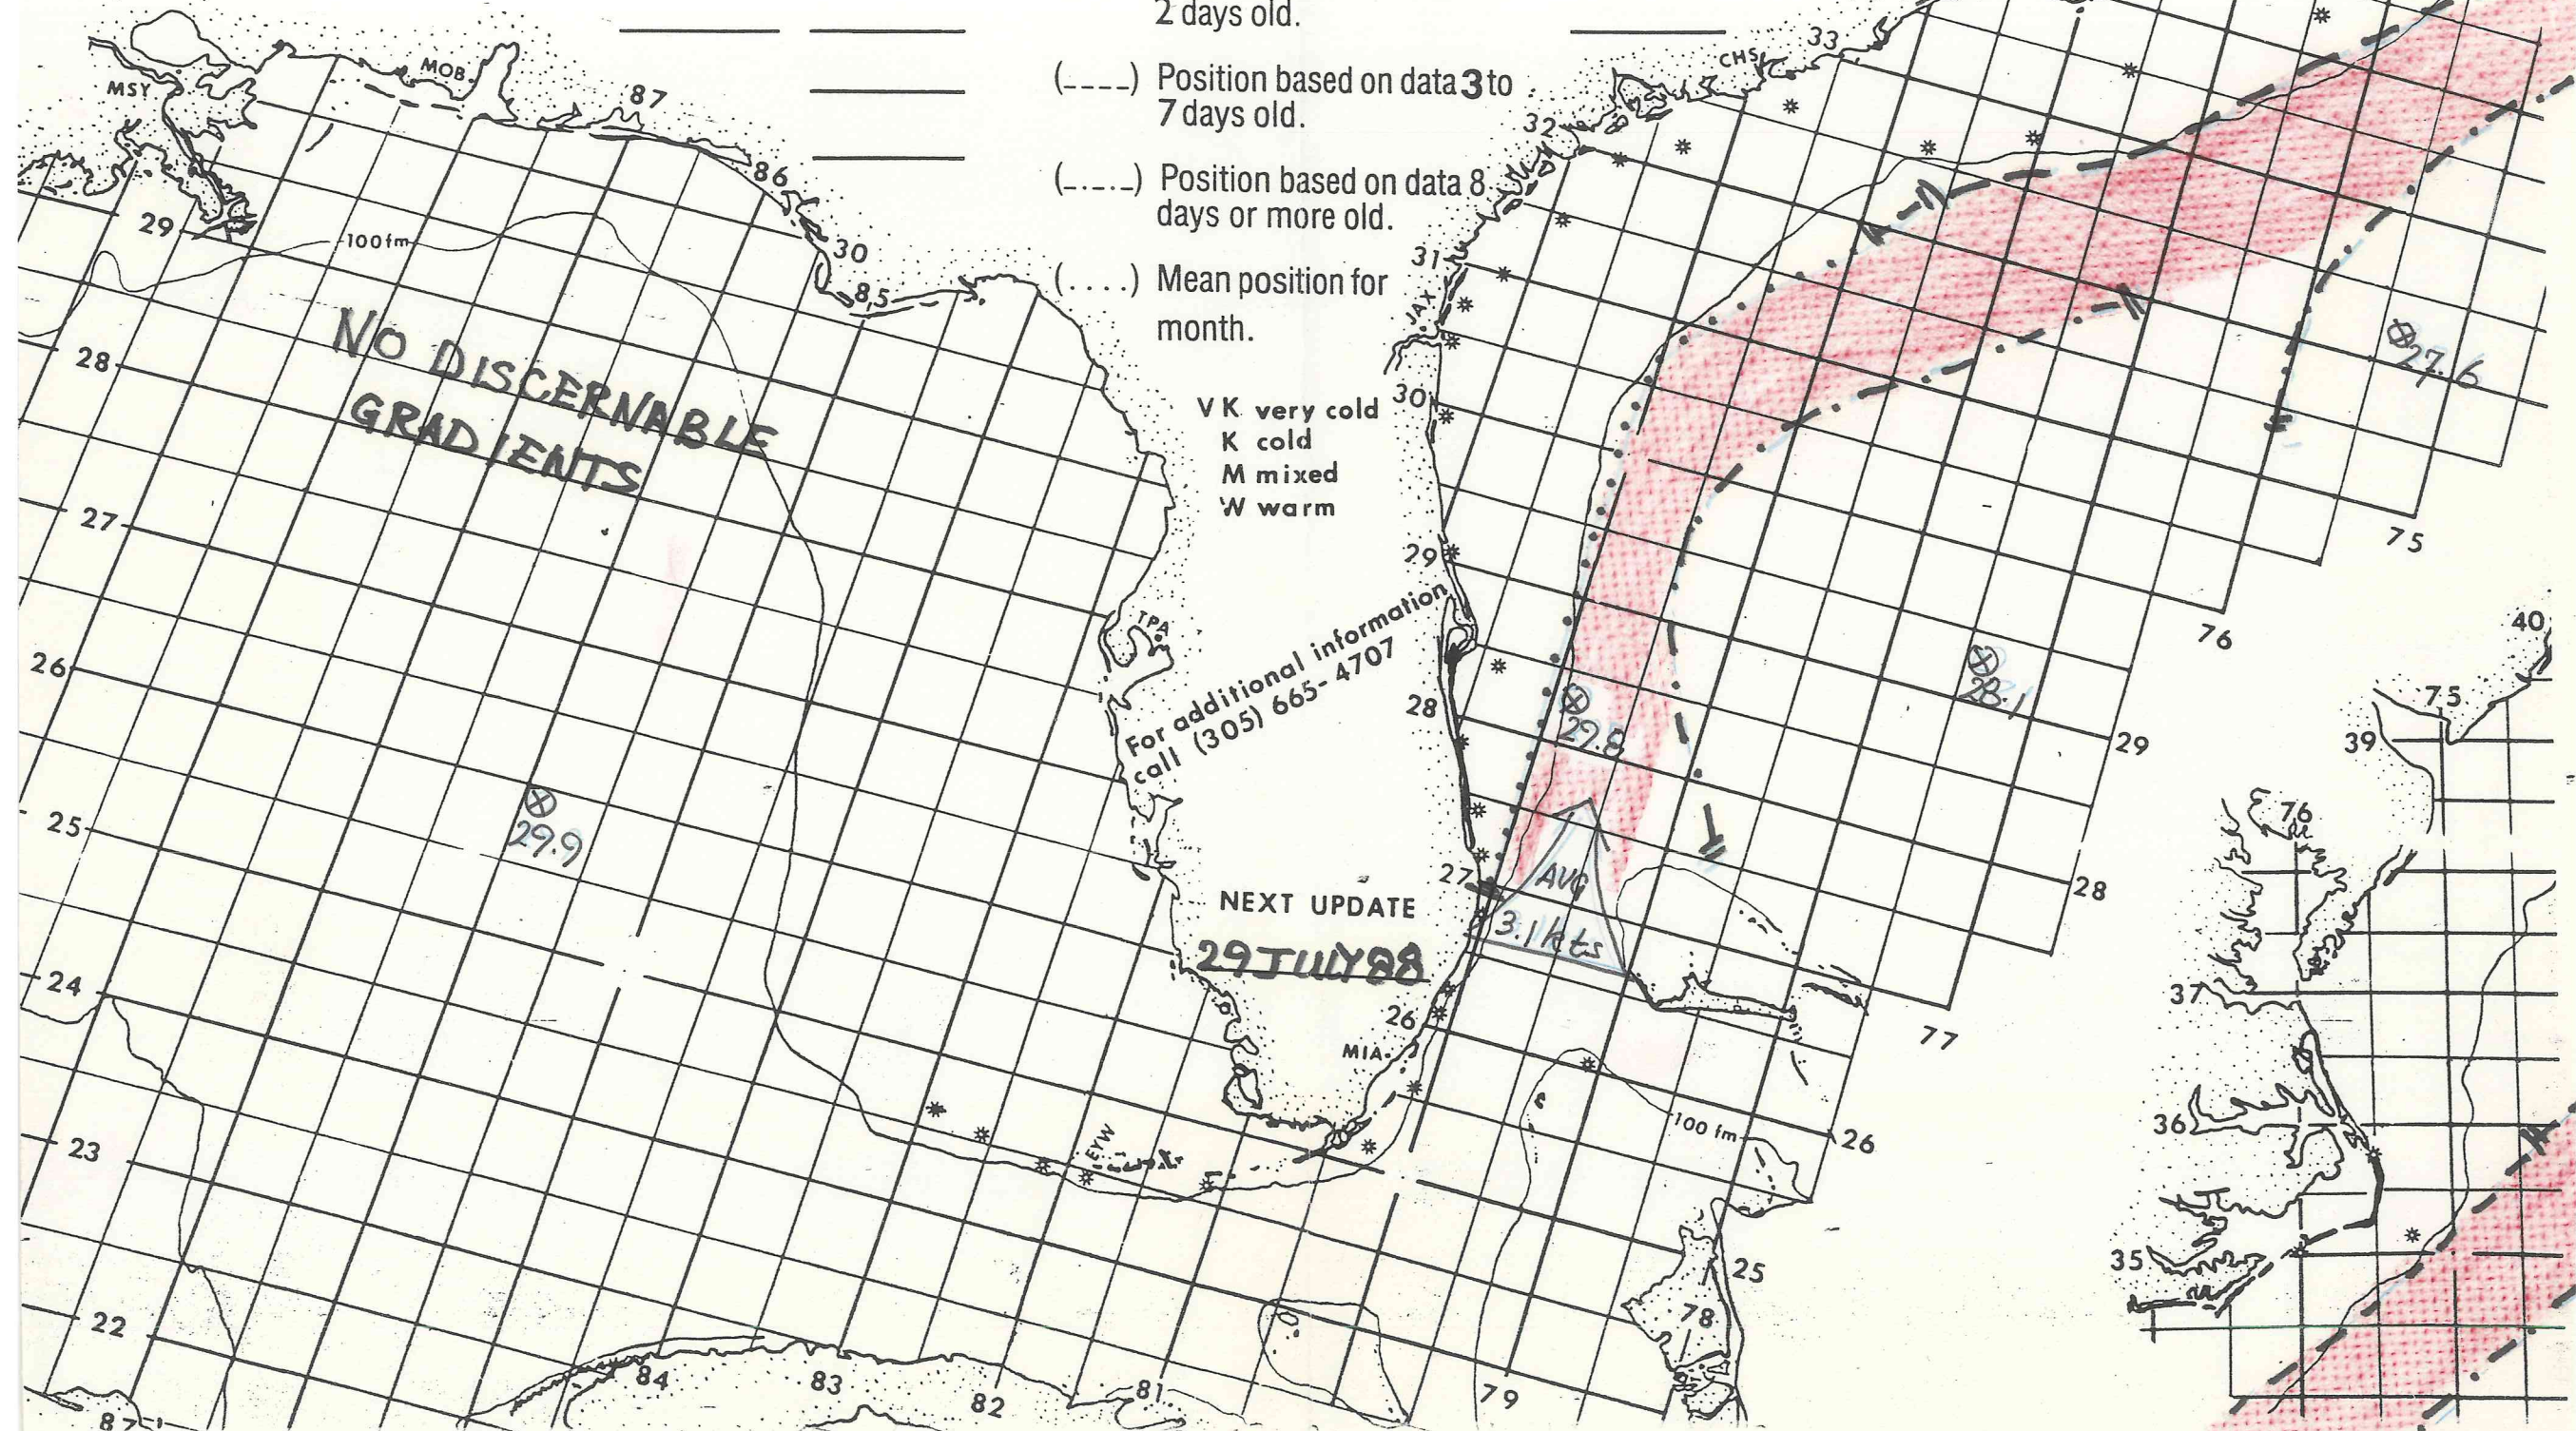 2 days old.
(----) Position based on data 3 to
7 days old.
(_._._) Position based on data 8
days or more old.
(....) Mean position for
month.
VK very cold
K cold
M mixed
W warm
For additional information
call (305) 665-4707
NEXT UPDATE
29 JULY 88
NO DISCERNABLE
GRADIENTS
MSY
MOB
87
86
30
85
29
100 fm
28
27
26
25
24
23
22
29.9
TPA
EYW
MIA
JAX
CHS
33
32
31
30
29
28
27
26
AVG
3.1 kts
29.8
28.1
27.6
75
76
29
28
77
26
100 fm
25
78
79
81
82
83
84
87
40
75
39
76
37
36
35